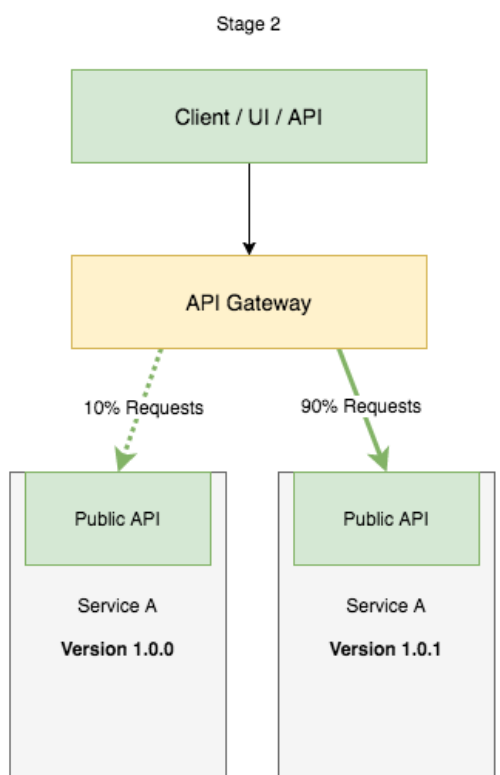 Stage 2
Client / UI / API
API Gateway
10% Requests
90% Requests
Public API
Public API
Service A
Service A
Version 1.0.0
Version 1.0.1